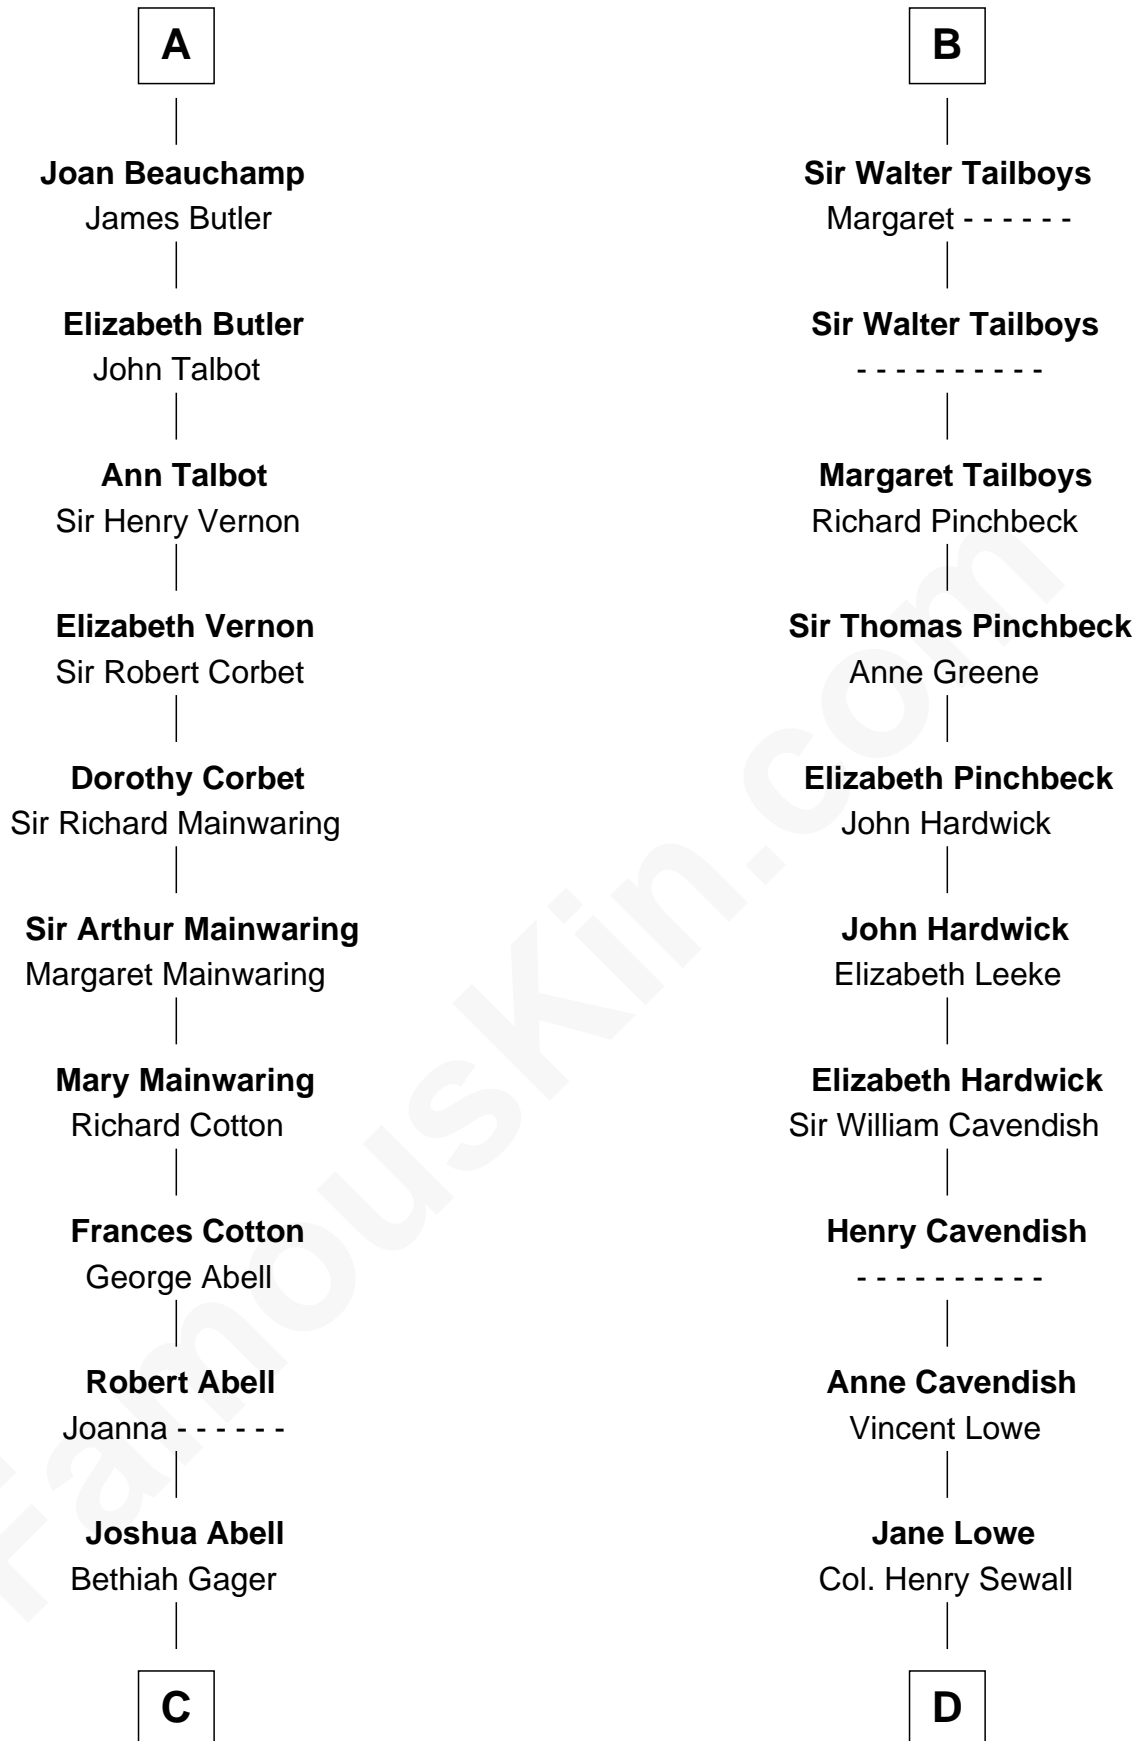 A
Joan Beauchamp
James Butler
Elizabeth Butler
John Talbot
Ann Talbot
Sir Henry Vernon
Elizabeth Vernon
Sir Robert Corbet
Dorothy Corbet
Sir Richard Mainwaring
Sir Arthur Mainwaring
Margaret Mainwaring
Mary Mainwaring
Richard Cotton
Frances Cotton
George Abell
Robert Abell
Joanna - - - - - -
Joshua Abell
Bethiah Gager
C
B
Sir Walter Tailboys
Margaret - - - - - -
Sir Walter Tailboys
- - - - - - - - - -
Margaret Tailboys
Richard Pinchbeck
Sir Thomas Pinchbeck
Anne Greene
Elizabeth Pinchbeck
John Hardwick
John Hardwick
Elizabeth Leeke
Elizabeth Hardwick
Sir William Cavendish
Henry Cavendish
- - - - - - - - - -
Anne Cavendish
Vincent Lowe
Jane Lowe
Col. Henry Sewall
D
FamousKin.com